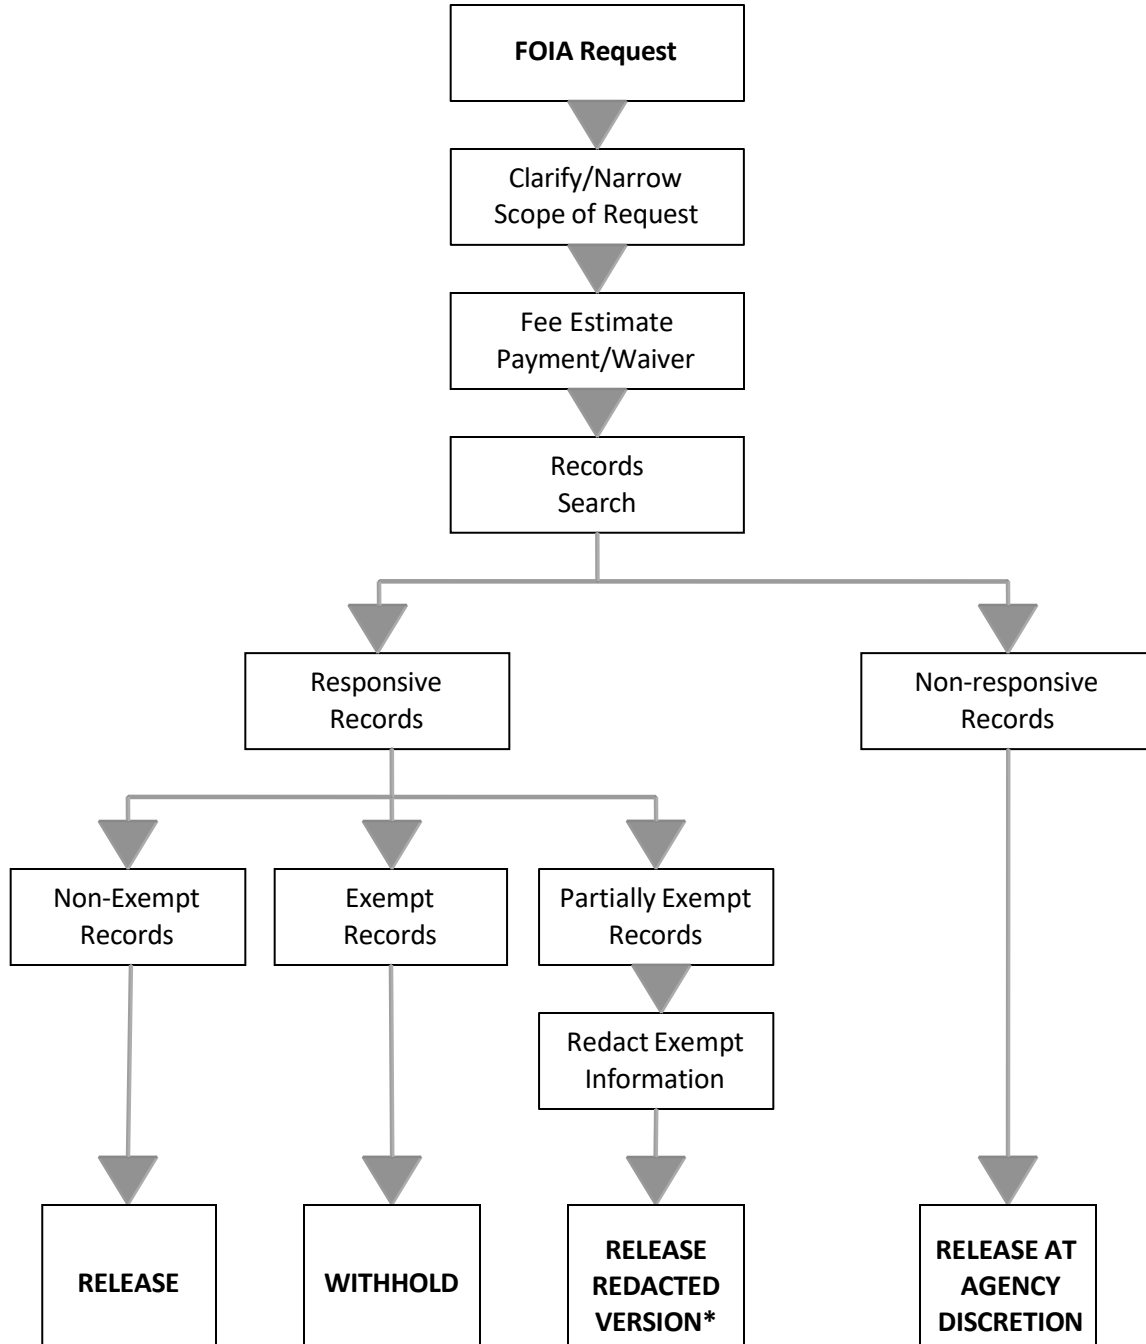 FOIA Request
Clarify/Narrow
Scope of Request
Fee Estimate
Payment/Waiver
Records
Search
Responsive
Records
Non-responsive
Records
Non-Exempt
Records
Exempt
Records
Partially Exempt
Records
Redact Exempt
Information
RELEASE
WITHHOLD
RELEASE
REDACTED
VERSION*
RELEASE AT
AGENCY
DISCRETION